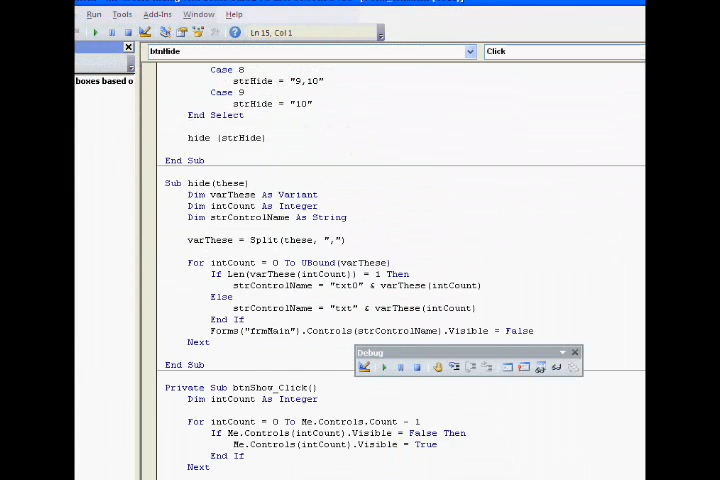 Run Tools Add-Ins Window Help
Ln 15, Col 1
btnHide Click
boxes based o
Case 8
strHide = "9,10"
Case 9
strHide = "10"
End Select
hide (strHide)
End Sub
Sub hide(these)
Dim varThese As Variant
Dim intCount As Integer
Dim strControlName As String
varThese = Split(these, ",")
For intCount = 0 To UBound(varThese)
If Len(varThese(intCount)) = 1 Then
strControlName = "txt0" & varThese(intCount)
Else
strControlName = "txt" & varThese(intCount)
End If
Forms("frmMain").Controls(strControlName).Visible = False
Next
Debug
End Sub
Private Sub btnShow_Click()
Dim intCount As Integer
For intCount = 0 To Me.Controls.Count - 1
If Me.Controls(intCount).Visible = False Then
Me.Controls(intCount).Visible = True
End If
Next